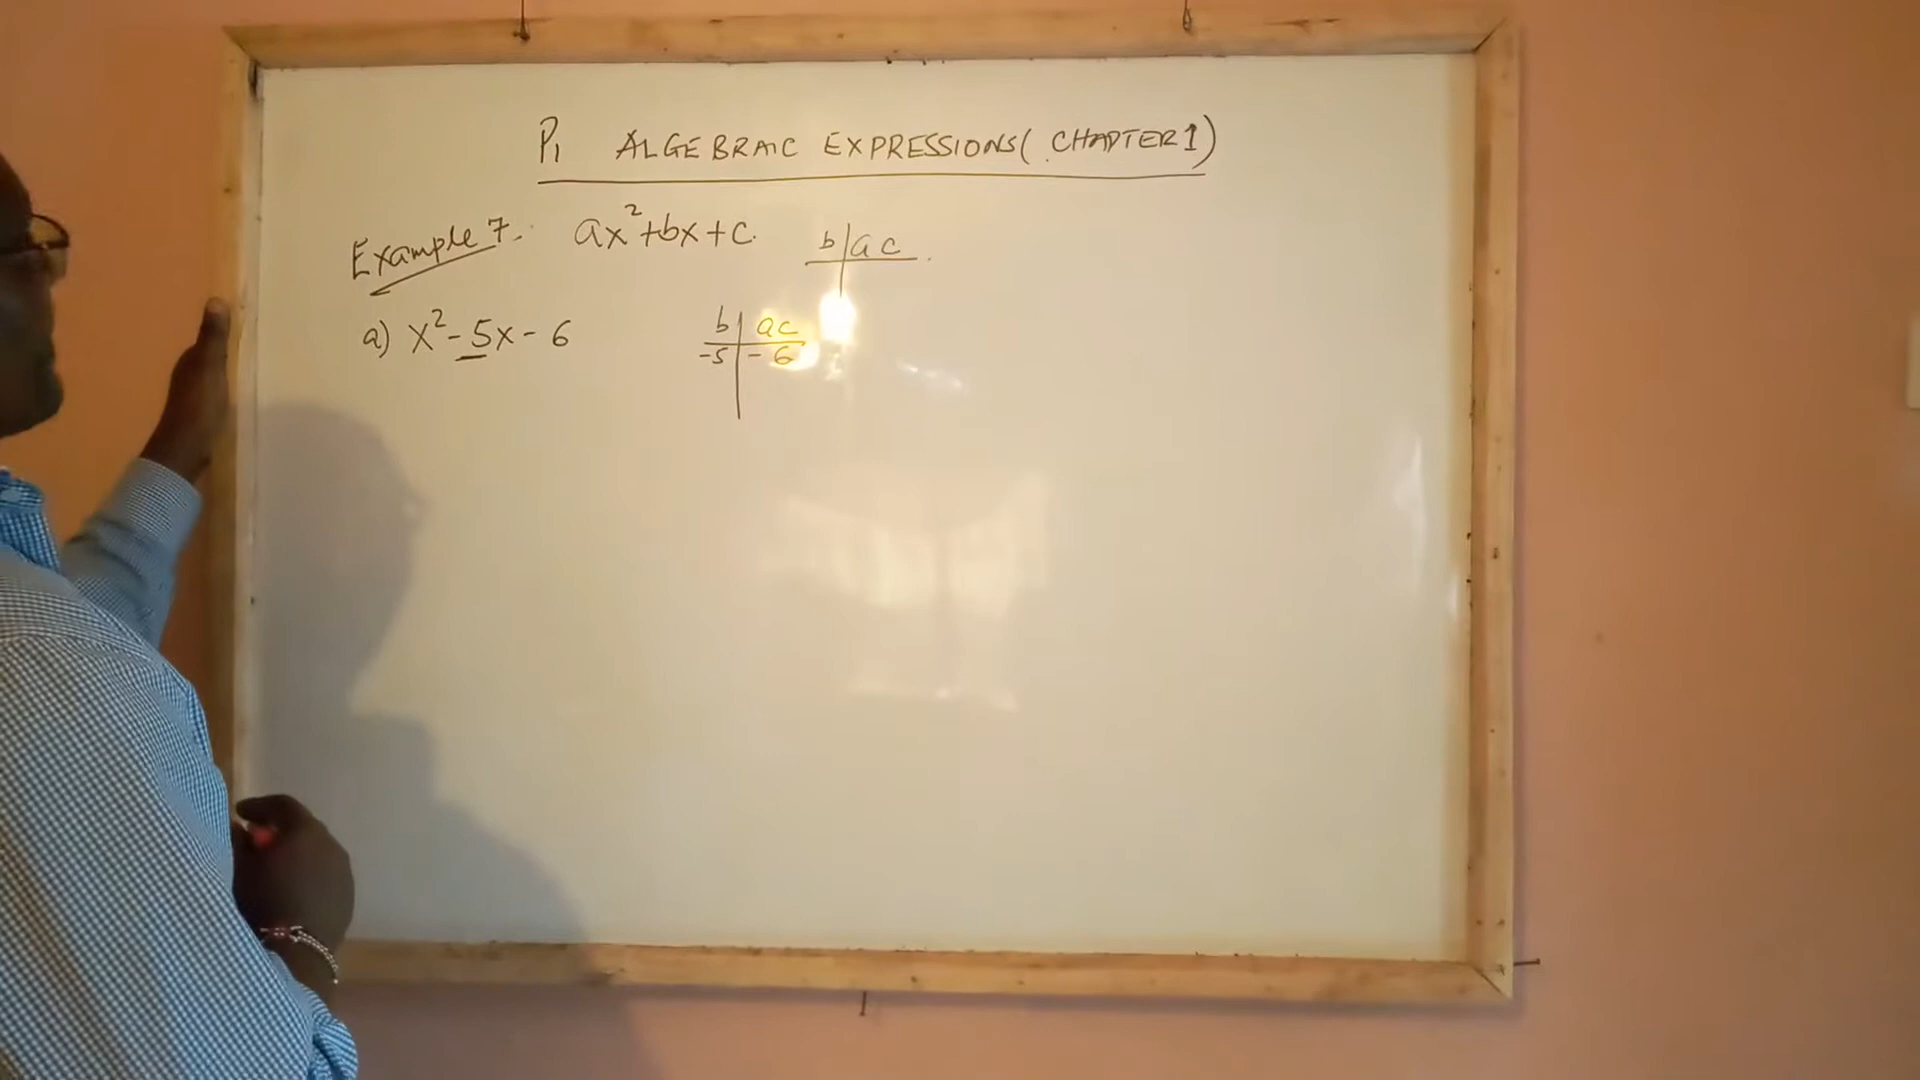 P₁ ALGEBRAIC EXPRESSIONS( CHAPTER 1)
Example 7. ax²+bx+c. b | ac
a) x²-5x-6 b | ac
-5 | -6